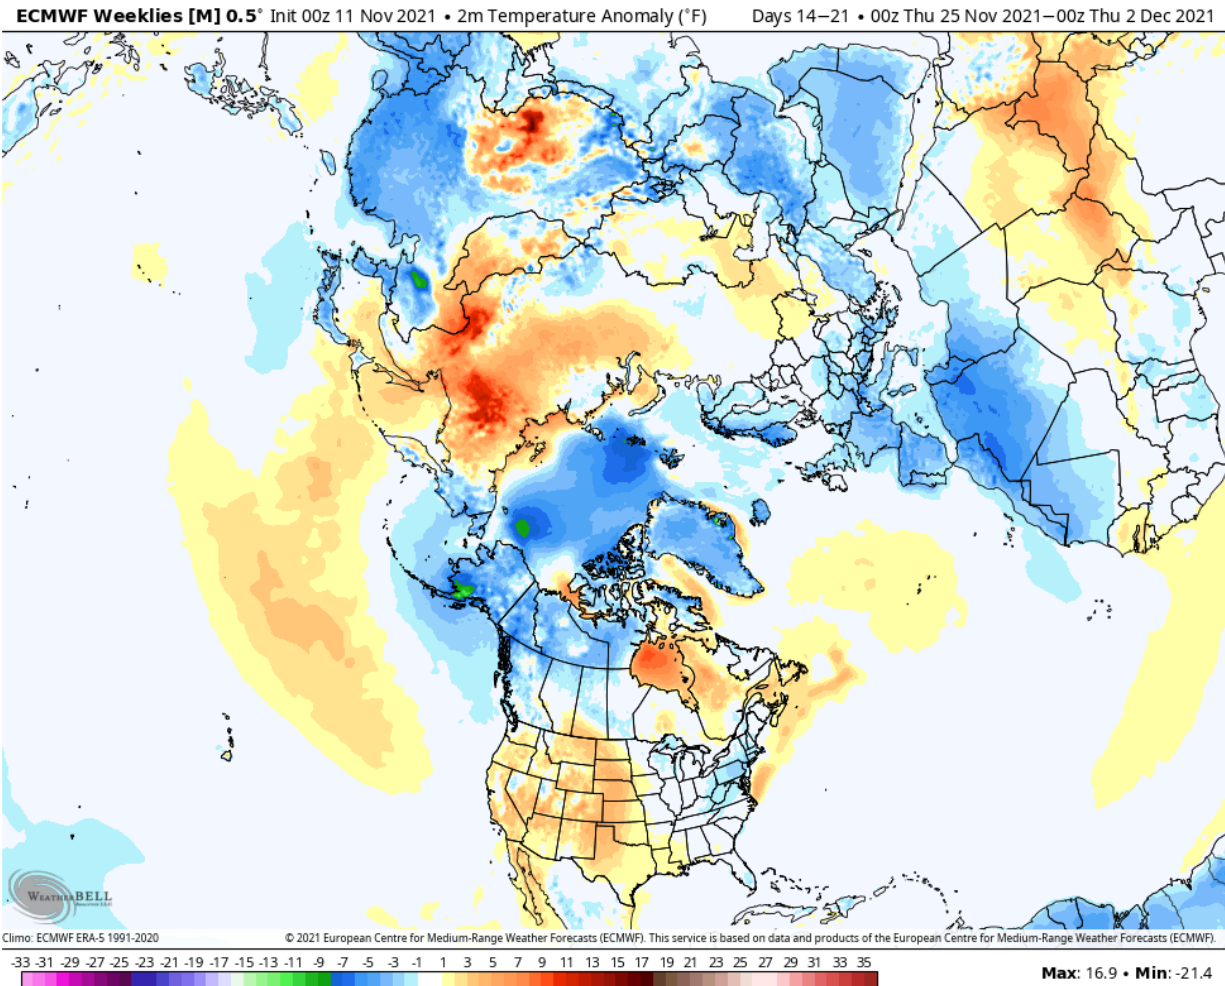 ECMWF Weeklies [M] 0.5° Init 00z 11 Nov 2021 • 2m Temperature Anomaly (°F) Days 14−21 • 00z Thu 25 Nov 2021−00z Thu 2 Dec 2021
WEATHERBELL
Climo: ECMWF ERA-5 1991-2020 © 2021 European Centre for Medium-Range Weather Forecasts (ECMWF). This service is based on data and products of the European Centre for Medium-Range Weather Forecasts (ECMWF).
-33 -31 -29 -27 -25 -23 -21 -19 -17 -15 -13 -11 -9 -7 -5 -3 -1 1 3 5 7 9 11 13 15 17 19 21 23 25 27 29 31 33 35
Max: 16.9 • Min: -21.4